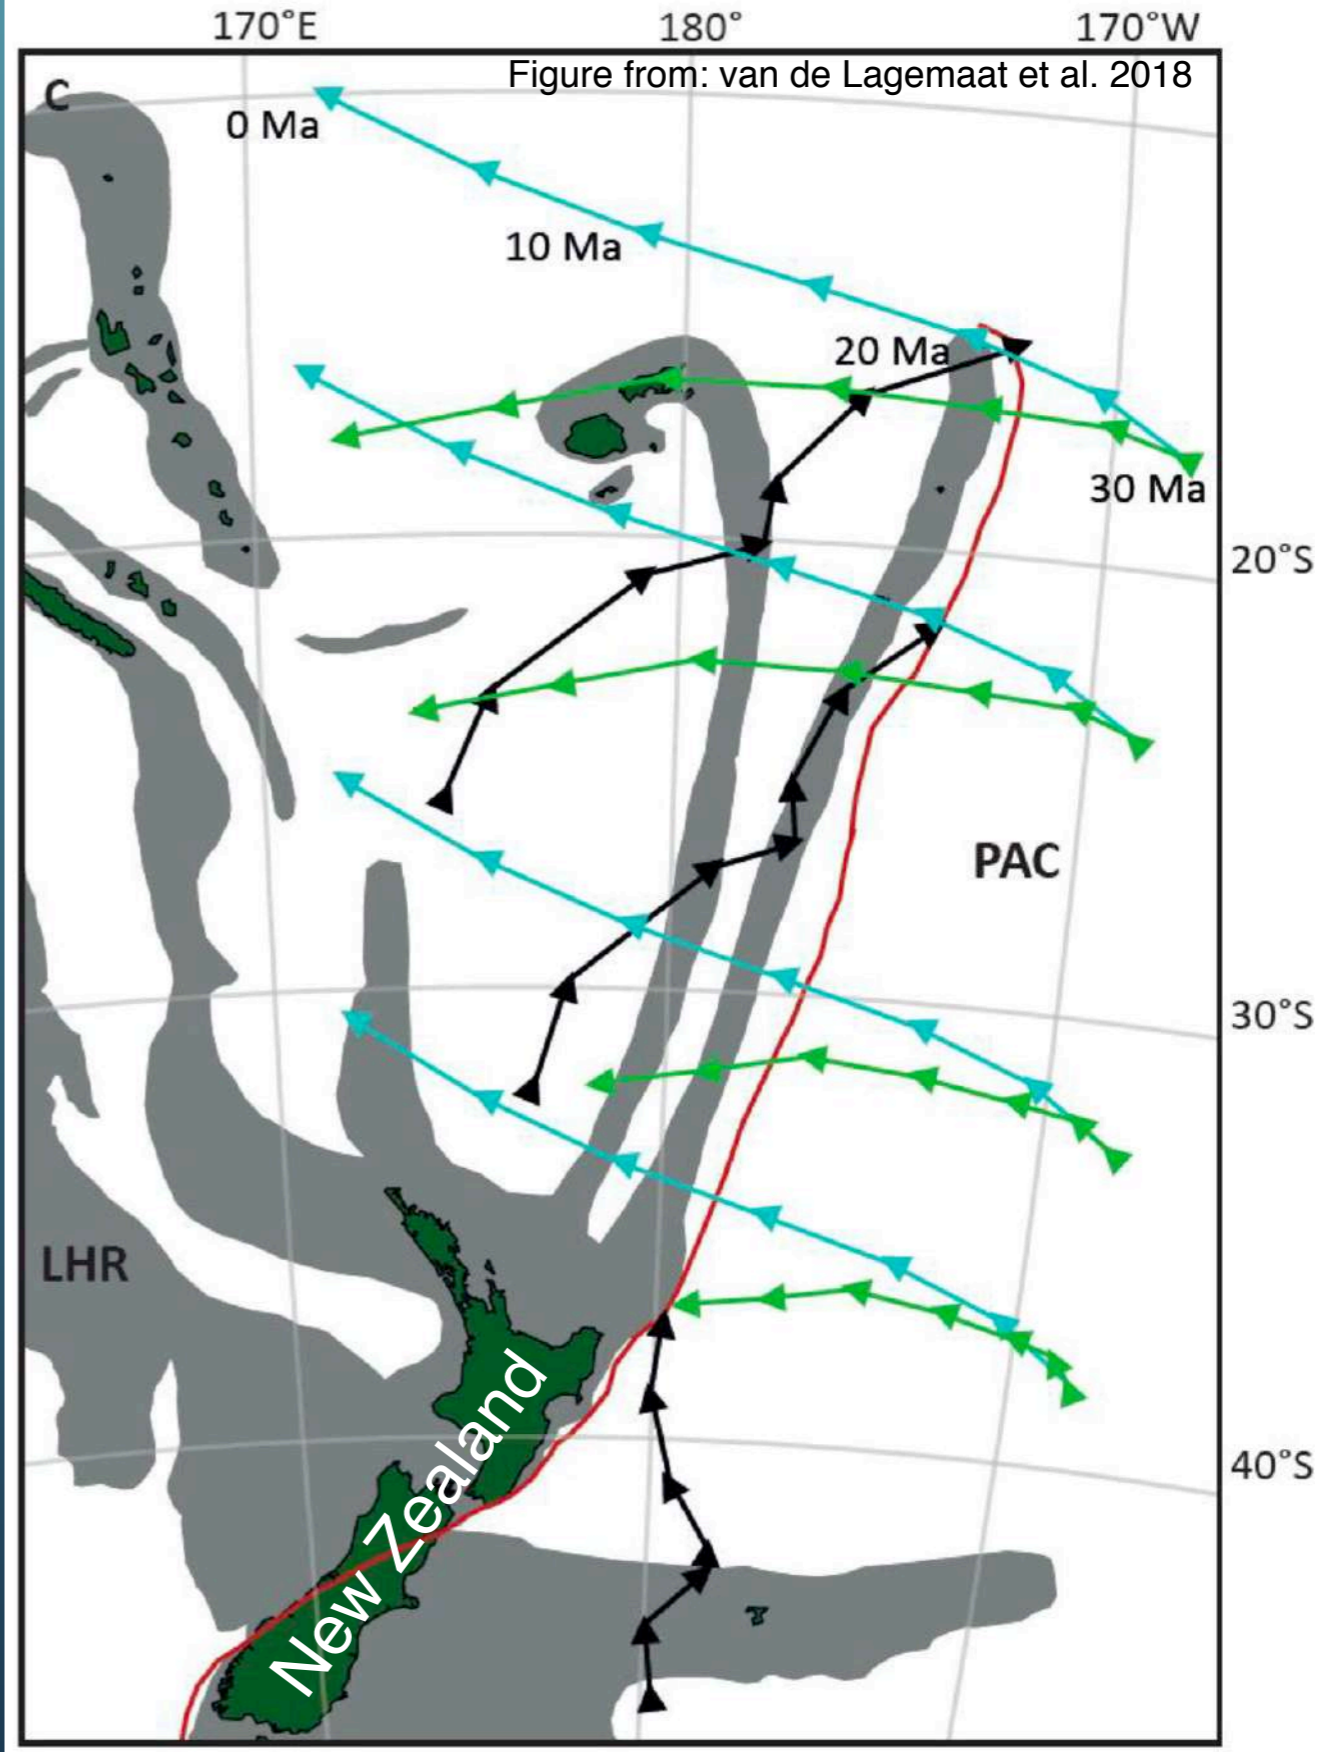 170°E 180° 170°W
C
Figure from: van de Lagemaat et al. 2018
0 Ma
10 Ma
20 Ma
30 Ma
20°S
PAC
30°S
LHR
New Zealand
40°S